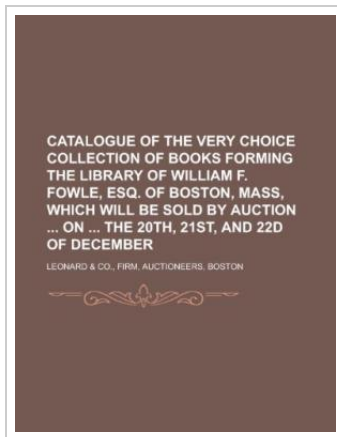 CATALOGUE OF THE VERY CHOICE
COLLECTION OF BOOKS FORMING
THE LIBRARY OF WILLIAM F.
FOWLE, ESQ. OF BOSTON, MASS,
WHICH WILL BE SOLD BY AUCTION
... ON ... THE 20TH, 21ST, AND 22D
OF DECEMBER
LEONARD & CO., FIRM, AUCTIONEERS, BOSTON